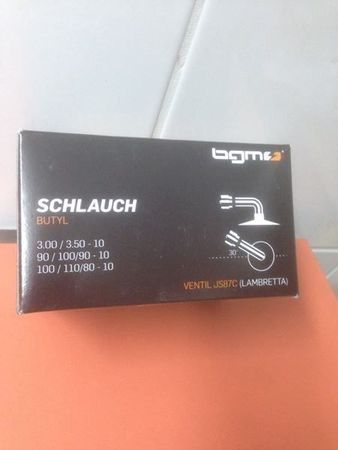 bgm
SCHLAUCH
BUTYL
3.00 / 3.50 - 10
90 / 100/90 - 10
100 / 110/80 - 10
30°
VENTIL JS87C (LAMBRETTA)